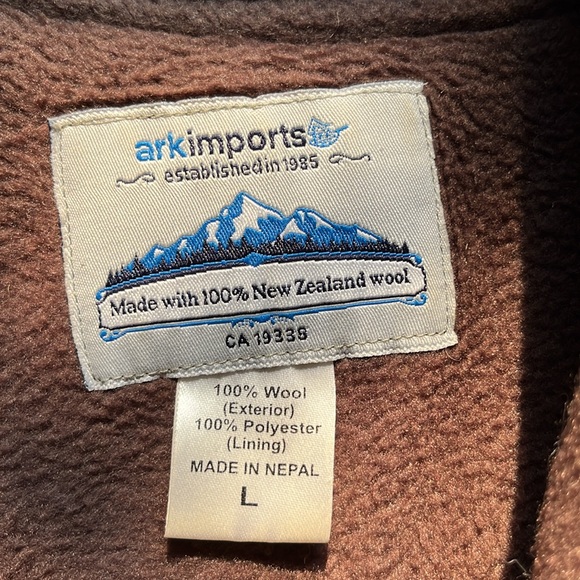 arkimports
established in 1985
Made with 100% New Zealand wool
CA 19336
100% Wool
(Exterior)
100% Polyester
(Lining)
MADE IN NEPAL
L